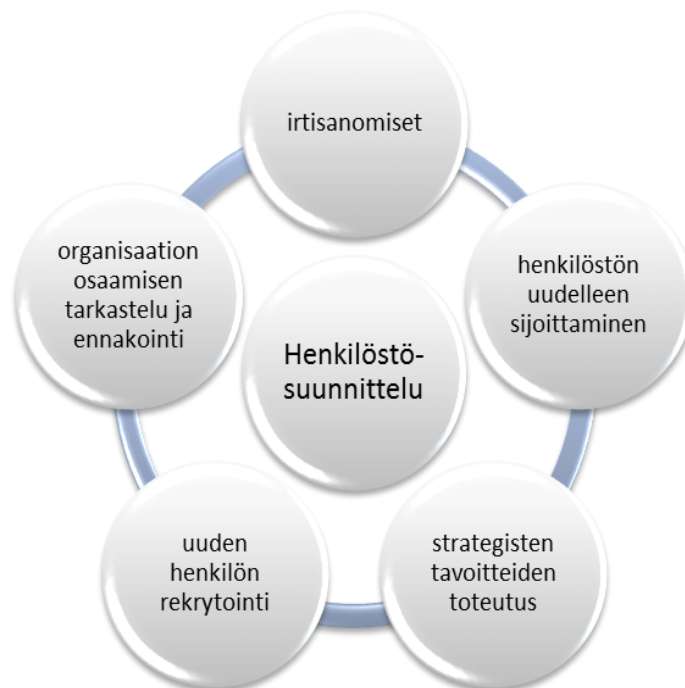 irtisanomiset
henkilöstön
uudelleen
sijoittaminen
strategisten
tavoitteiden
toteutus
uuden
henkilön
rekrytointi
organisaation
osaamisen
tarkastelu ja
ennakointi
Henkilöstö-
suunnittelu